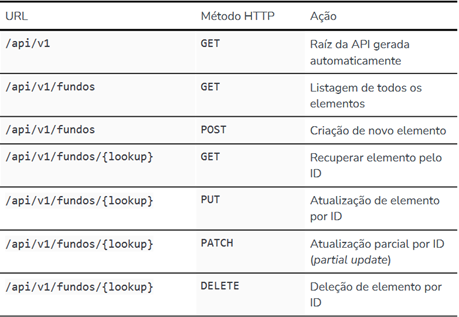 URL Método HTTP Ação
/api/v1 GET Raíz da API gerada
automaticamente
/api/v1/fundos GET Listagem de todos os
elementos
/api/v1/fundos POST Criação de novo elemento
/api/v1/fundos/{lookup} GET Recuperar elemento pelo
ID
/api/v1/fundos/{lookup} PUT Atualização de elemento
por ID
/api/v1/fundos/{lookup} PATCH Atualização parcial por ID
(partial update)
/api/v1/fundos/{lookup} DELETE Deleção de elemento por
ID